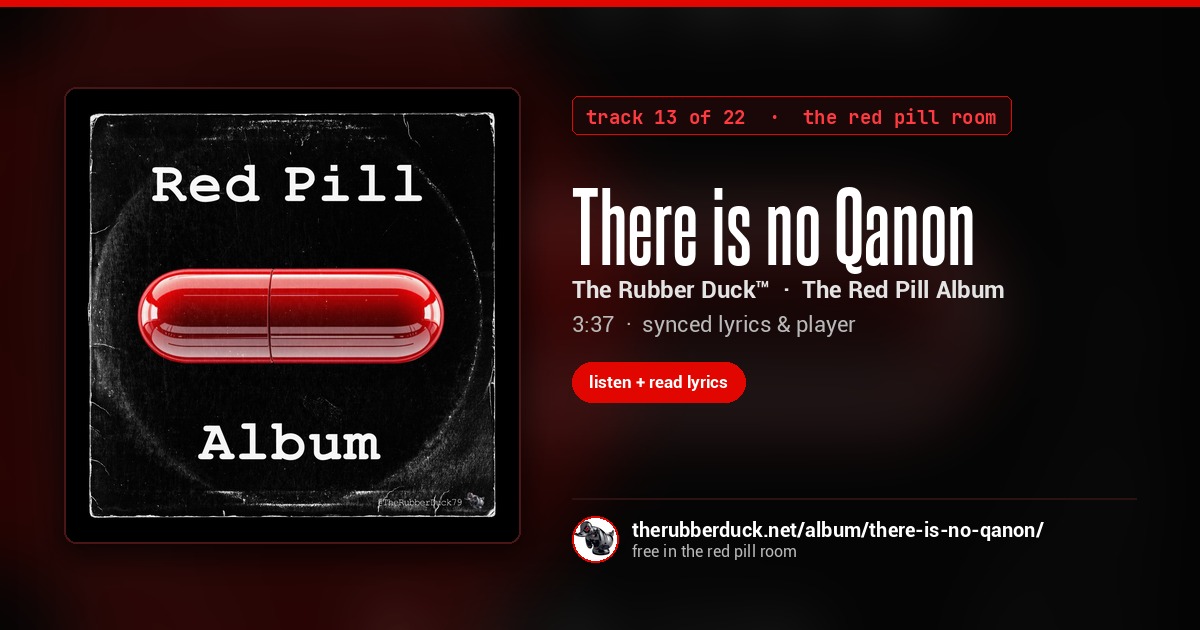 Red Pill
Album
#TheRubberDuck79
track 13 of 22 · the red pill room
There is no Qanon
The Rubber Duck™ · The Red Pill Album
3:37 · synced lyrics & player
listen + read lyrics
therubberduck.net/album/there-is-no-qanon/
free in the red pill room